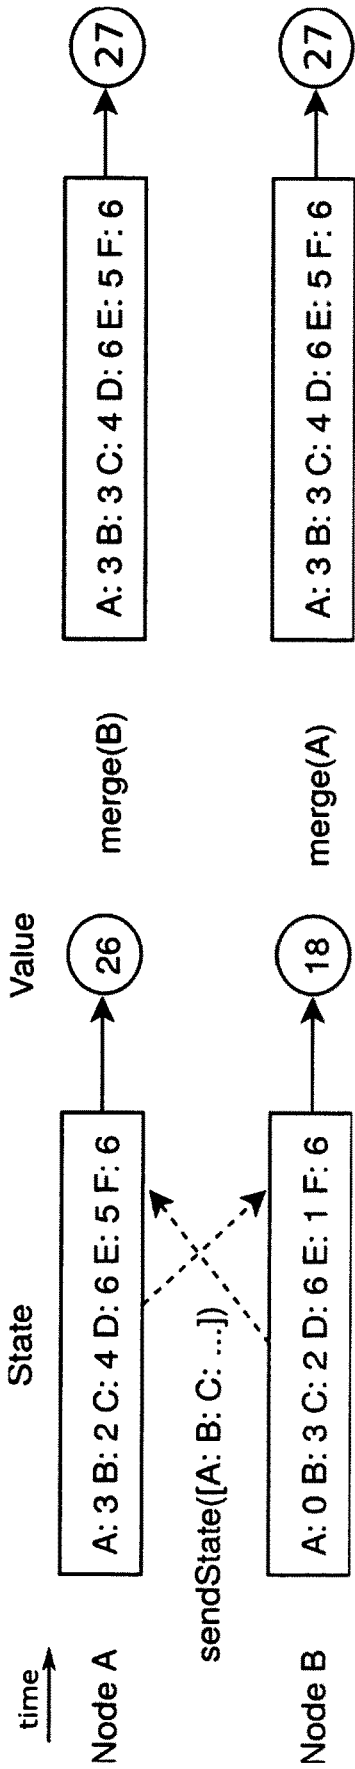 time
State
Value
Node A
A: 3 B: 2 C: 4 D: 6 E: 5 F: 6
26
merge(B)
A: 3 B: 3 C: 4 D: 6 E: 5 F: 6
27
sendState([A: B: C: ...])
Node B
A: 0 B: 3 C: 2 D: 6 E: 1 F: 6
18
merge(A)
A: 3 B: 3 C: 4 D: 6 E: 5 F: 6
27